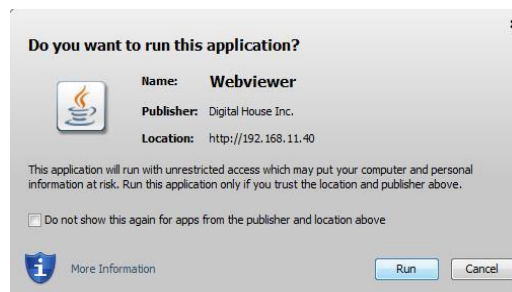 Do you want to run this application?
Name: Webviewer
Publisher: Digital House Inc.
Location: http://192.168.11.40
This application will run with unrestricted access which may put your computer and personal
information at risk. Run this application only if you trust the location and publisher above.
Do not show this again for apps from the publisher and location above
More Information
Run
Cancel